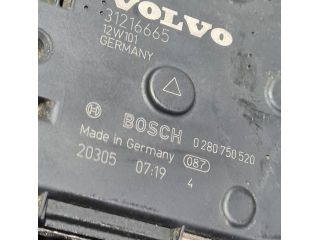 VOLVO
31216665
12W101
GERMANY
BOSCH 0 280 750 520
Made in Germany 087
20305 07:19 4